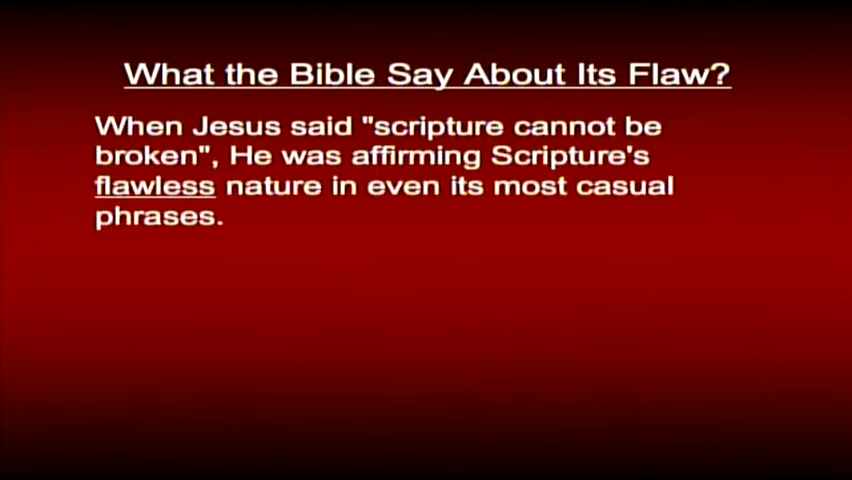 What the Bible Say About Its Flaw?
When Jesus said "scripture cannot be
broken", He was affirming Scripture's
flawless nature in even its most casual
phrases.